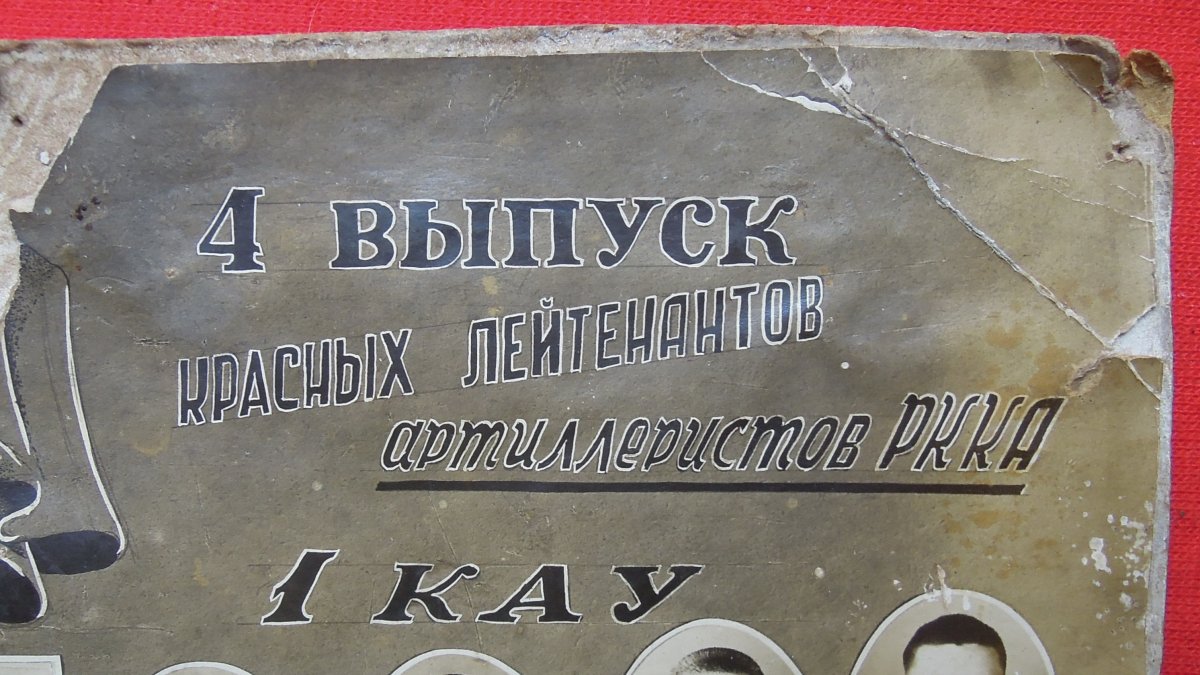 4 ВЫПУСК
КРАСНЫХ ЛЕЙТЕНАНТОВ
артиллеристов РККА
1 КАУ